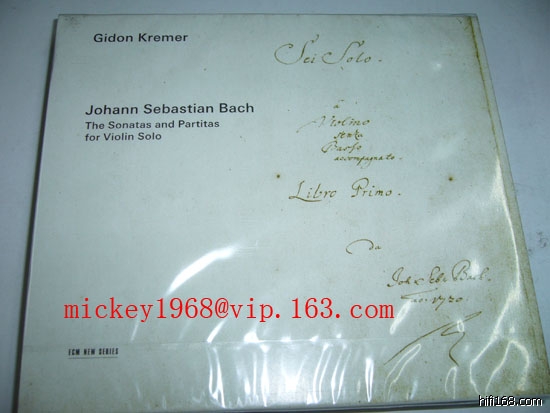 Gidon Kremer
Johann Sebastian Bach
The Sonatas and Partitas
for Violin Solo
Sei Solo.
a
Violino
senza
Basso
accompagnato.
Libro Primo.
da
Joh. Seb. Bach.
ao. 1720.
mickey1968@vip.163.com
ECM NEW SERIES
hifi168.com